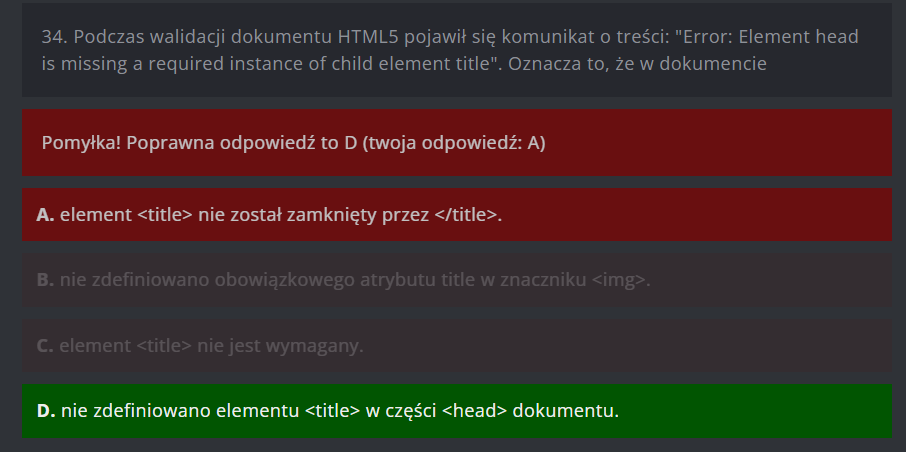 34. Podczas walidacji dokumentu HTML5 pojawił się komunikat o treści: "Error: Element head
is missing a required instance of child element title". Oznacza to, że w dokumencie
Pomyłka! Poprawna odpowiedź to D (twoja odpowiedź: A)
A. element <title> nie został zamknięty przez </title>.
B. nie zdefiniowano obowiązkowego atrybutu title w znaczniku <img>.
C. element <title> nie jest wymagany.
D. nie zdefiniowano elementu <title> w części <head> dokumentu.